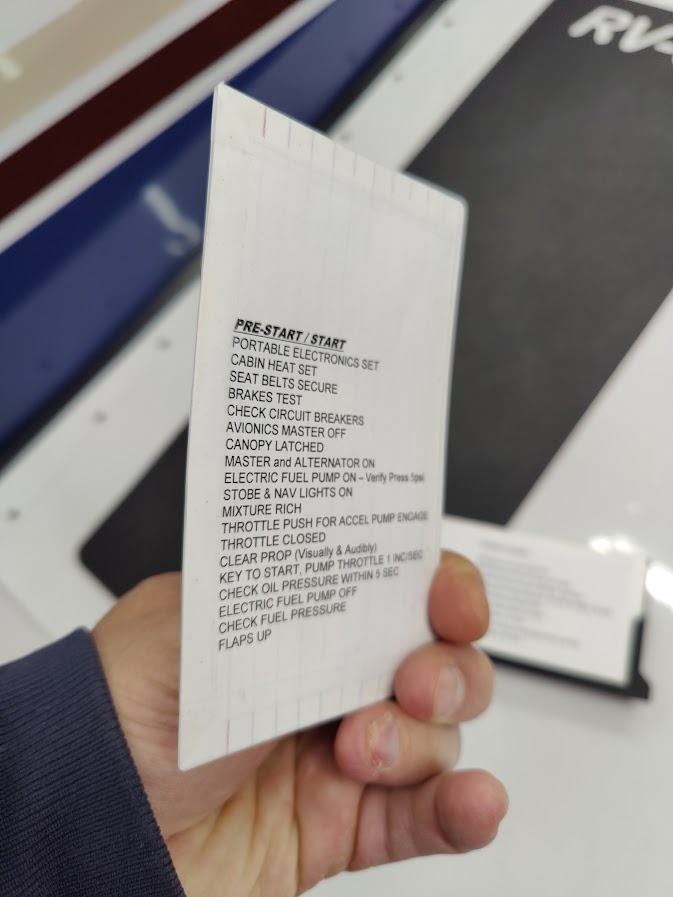 RV-
PRE-START / START
PORTABLE ELECTRONICS SET
CABIN HEAT SET
SEAT BELTS SECURE
BRAKES TEST
CHECK CIRCUIT BREAKERS
AVIONICS MASTER OFF
CANOPY LATCHED
MASTER and ALTERNATOR ON
ELECTRIC FUEL PUMP ON – Verify Press 5psi
STOBE & NAV LIGHTS ON
MIXTURE RICH
THROTTLE PUSH FOR ACCEL PUMP ENGAGE
THROTTLE CLOSED
CLEAR PROP (Visually & Audibly)
KEY TO START, PUMP THROTTLE 1 INC/SEC
CHECK OIL PRESSURE WITHIN 5 SEC
ELECTRIC FUEL PUMP OFF
CHECK FUEL PRESSURE
FLAPS UP